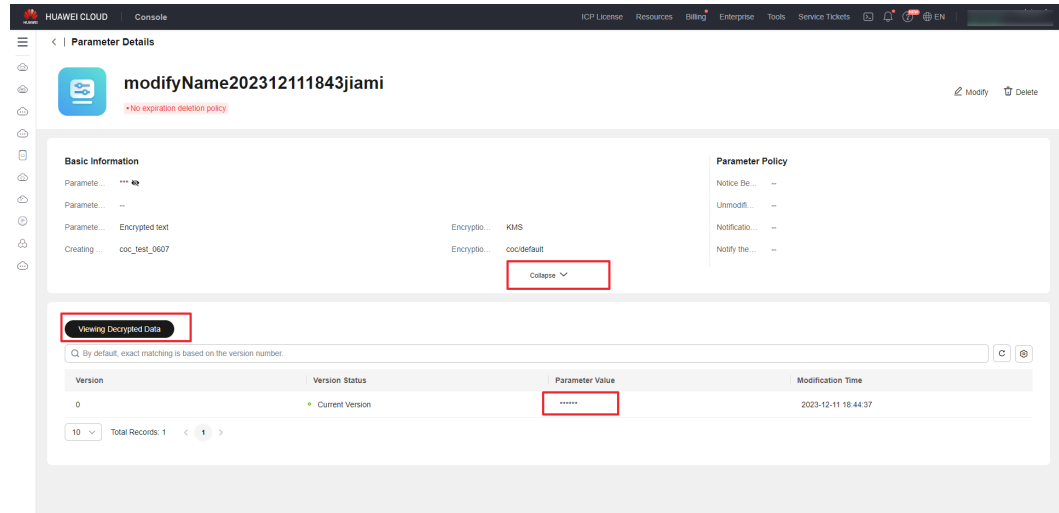 HUAWEI HUAWEI CLOUD Console ICP License Resources Billing Enterprise Tools Service Tickets NEW EN
< | Parameter Details
modifyName202312111843jiami
No expiration deletion policy
Modify Delete
Basic Information Parameter Policy
Paramete... *** Notice Be... --
Paramete... -- Unmodifi... --
Paramete... Encrypted text Encryptio... KMS Notificatio... --
Creating ... coc_test_0607 Encryptio... coc/default Notify the... --
Collapse
Viewing Decrypted Data
By default, exact matching is based on the version number.
Version Version Status Parameter Value Modification Time
0 Current Version ****** 2023-12-11 18:44:37
10 Total Records: 1 < 1 >